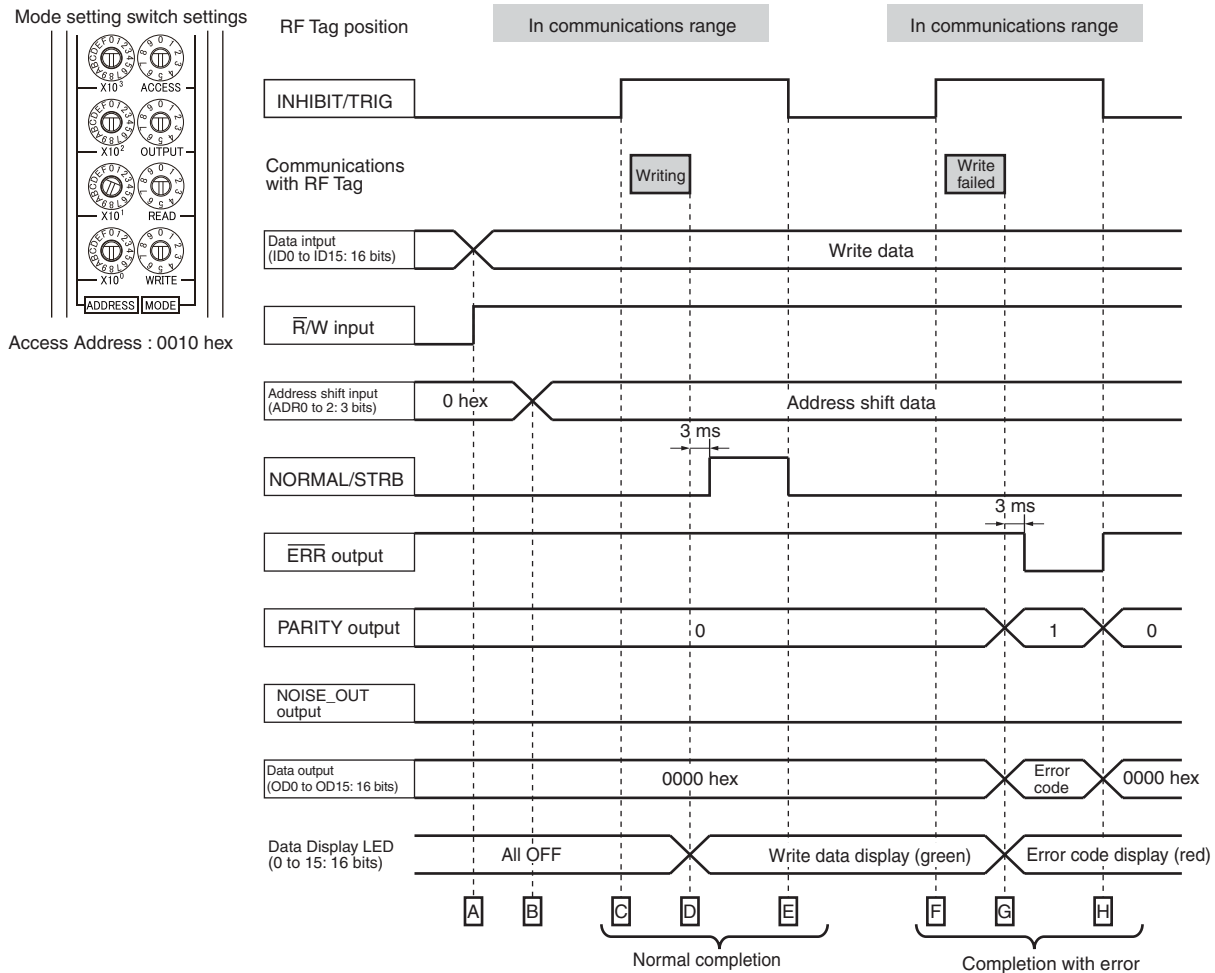 Mode setting switch settings
X10³ ACCESS
X10² OUTPUT
X10¹ READ
X10⁰ WRITE
ADDRESS MODE
Access Address : 0010 hex
RF Tag position
In communications range
In communications range
INHIBIT/TRIG
Communications
with RF Tag
Writing
Write
failed
Data intput
(ID0 to ID15: 16 bits)
Write data
R̅/W input
Address shift input
(ADR0 to 2: 3 bits)
0 hex
Address shift data
3 ms
NORMAL/STRB
3 ms
E̅R̅R̅ output
PARITY output
0
1
0
NOISE_OUT
output
Data output
(OD0 to OD15: 16 bits)
0000 hex
Error
code
0000 hex
Data Display LED
(0 to 15: 16 bits)
All OFF
Write data display (green)
Error code display (red)
A B C D E F G H
Normal completion
Completion with error